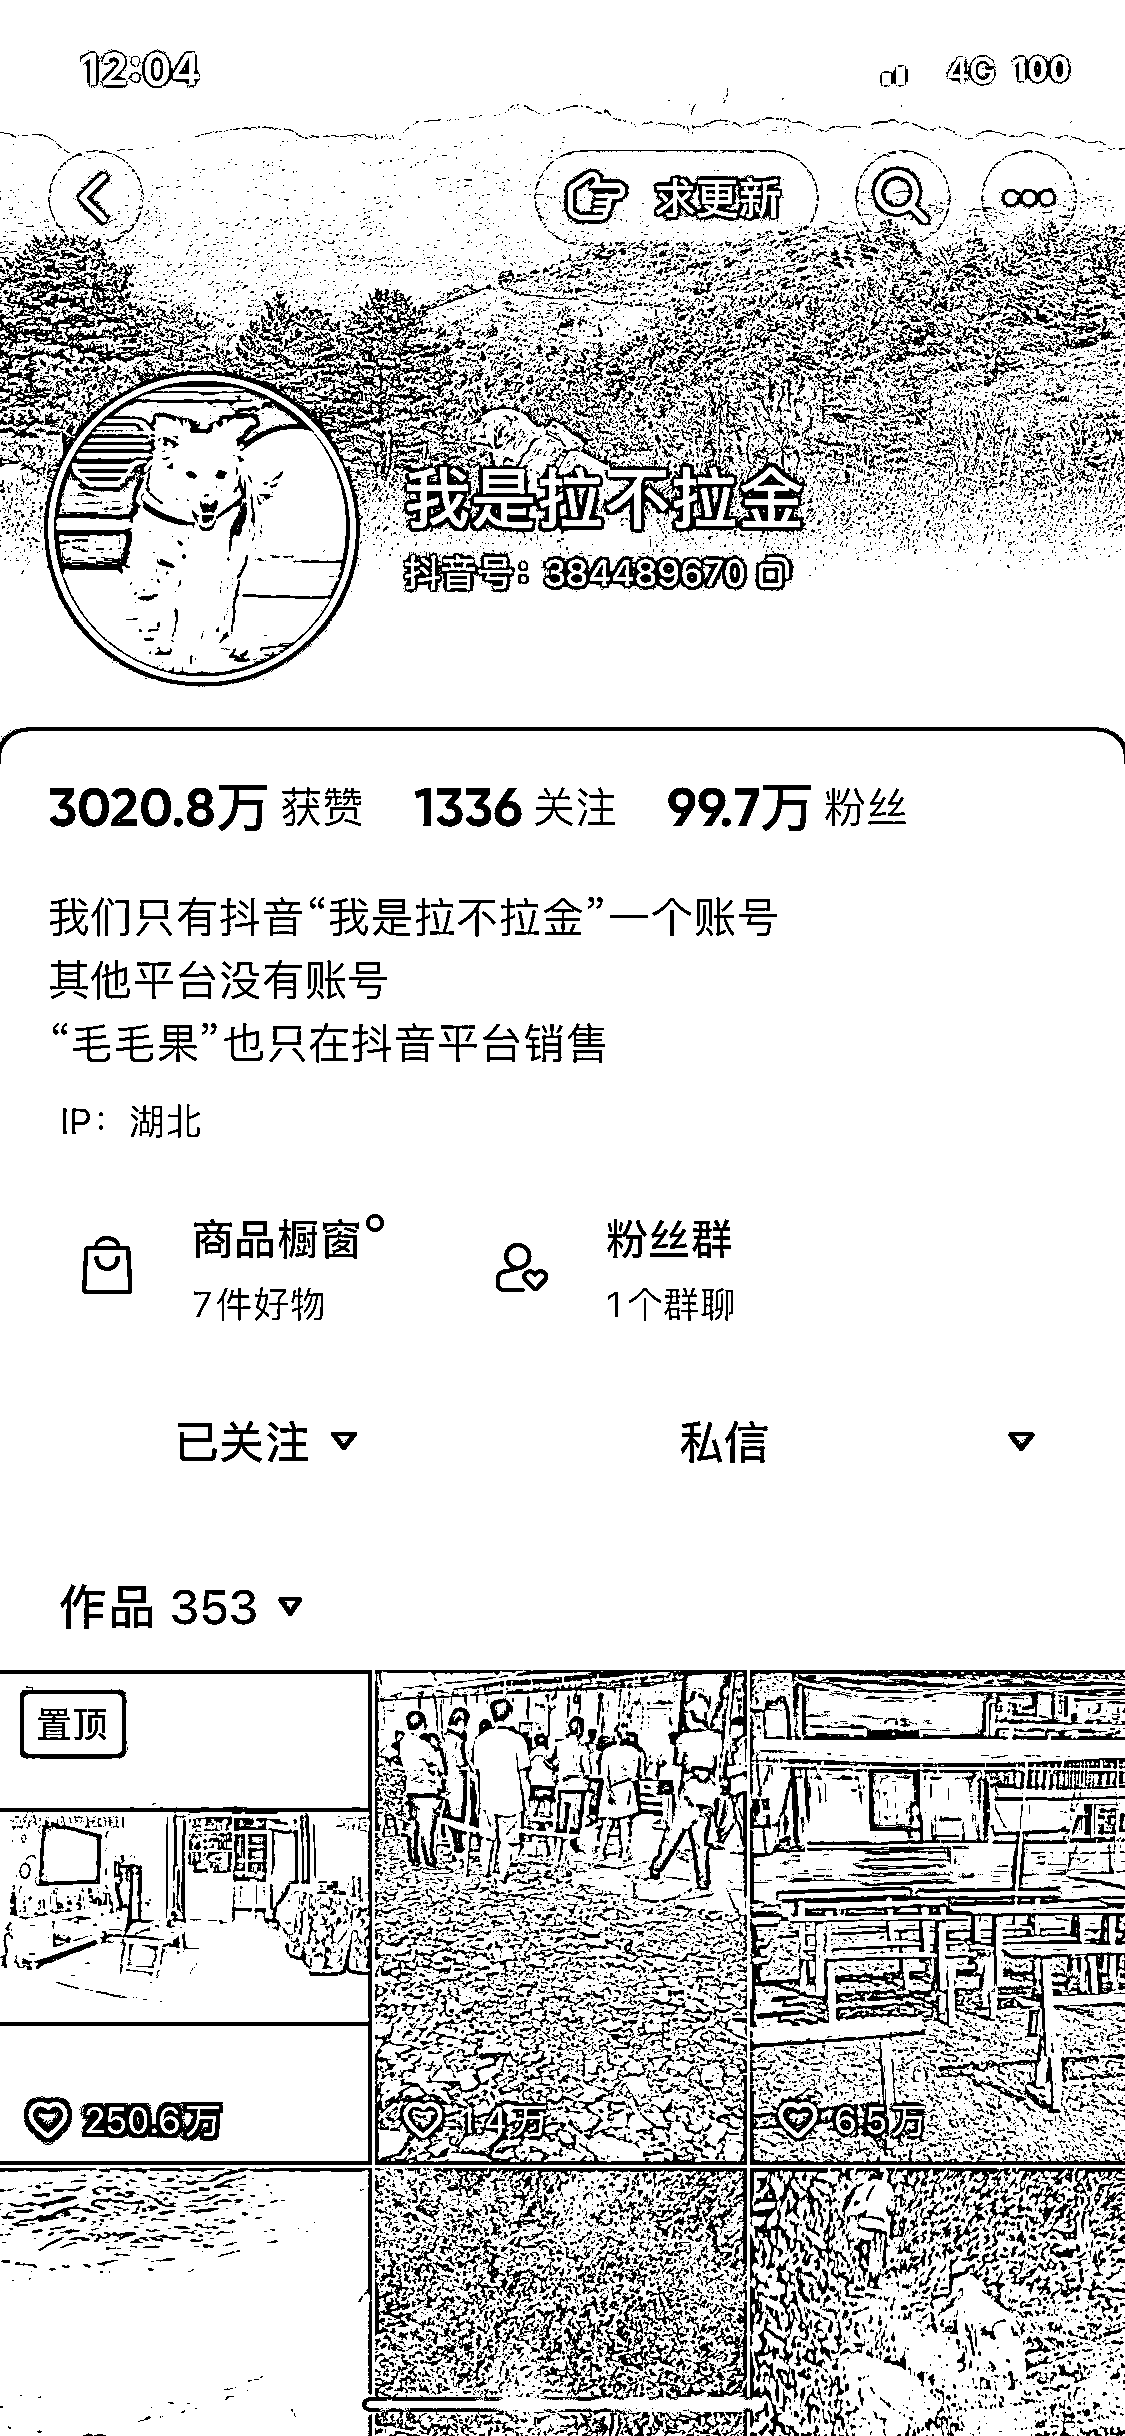 12:04
4G 100
求更新
我是拉不拉金
抖音号: 384489670
3020.8万 获赞 1336 关注 99.7万 粉丝
我们只有抖音“我是拉不拉金”一个账号
其他平台没有账号
“毛毛果”也只在抖音平台销售
IP: 湖北
商品橱窗 粉丝群
7件好物 1个群聊
已关注 私信
作品 353
置顶
250.6万 1.4万 6.5万